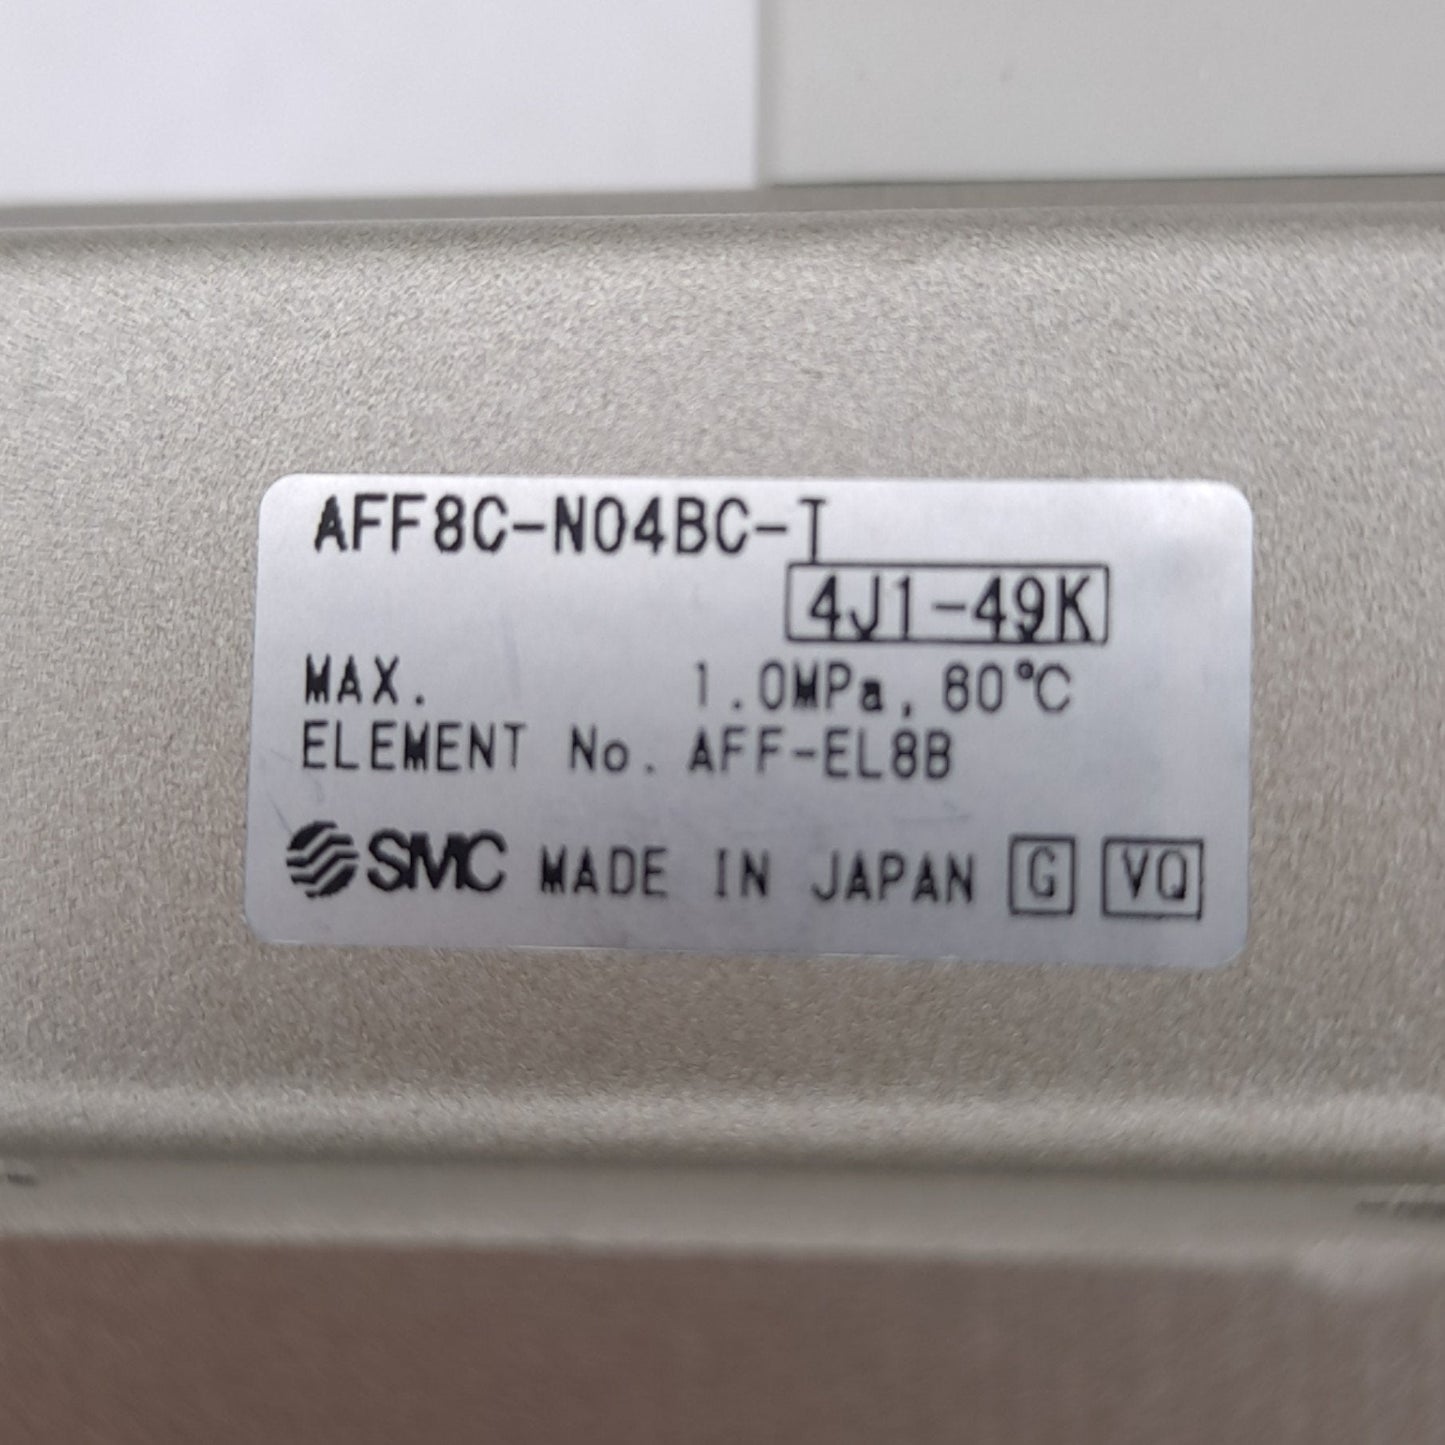 AFF8C-N04BC-T
4J1-49K
MAX. 1.0MPa, 60℃
ELEMENT No. AFF-EL8B
SMC MADE IN JAPAN G VQ